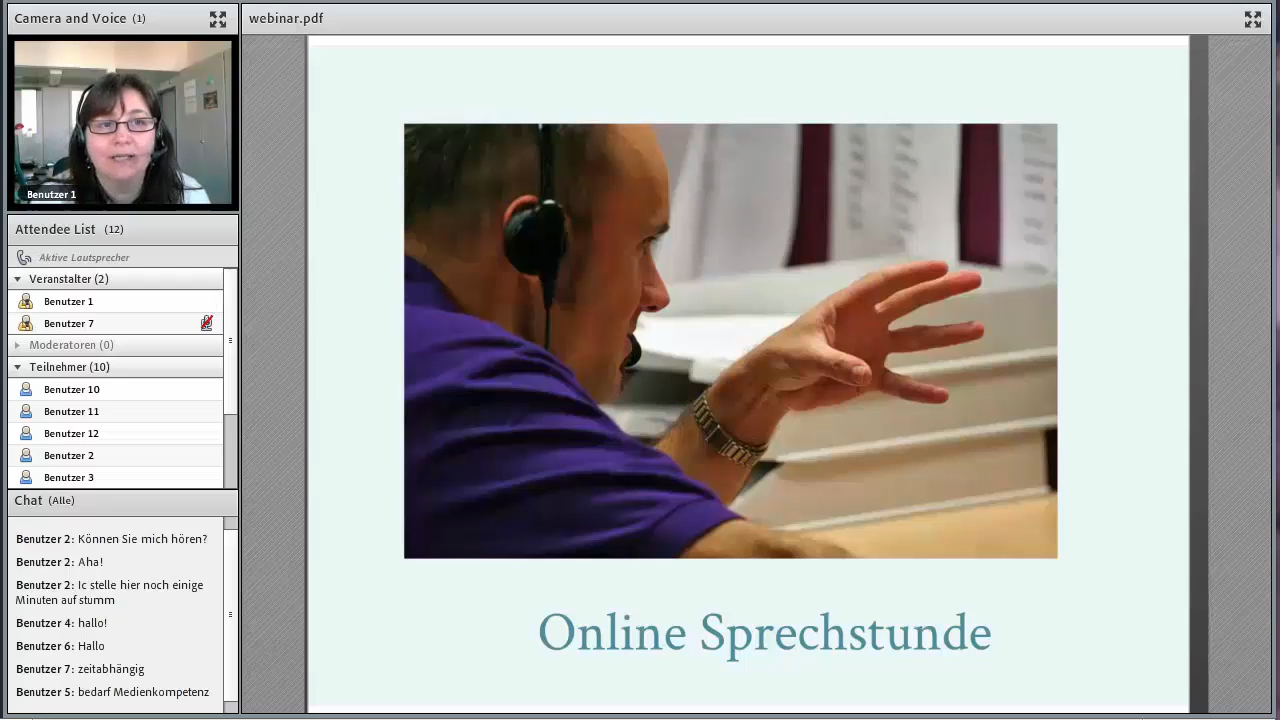 Camera and Voice (1)
Benutzer 1
Attendee List (12)
Aktive Lautsprecher
Veranstalter (2)
Benutzer 1
Benutzer 7
Moderatoren (0)
Teilnehmer (10)
Benutzer 10
Benutzer 11
Benutzer 12
Benutzer 2
Benutzer 3
Chat (Alle)
Benutzer 2: Können Sie mich hören?
Benutzer 2: Aha!
Benutzer 2: Ic stelle hier noch einige
Minuten auf stumm
Benutzer 4: hallo!
Benutzer 6: Hallo
Benutzer 7: zeitabhängig
Benutzer 5: bedarf Medienkompetenz
webinar.pdf
Online Sprechstunde